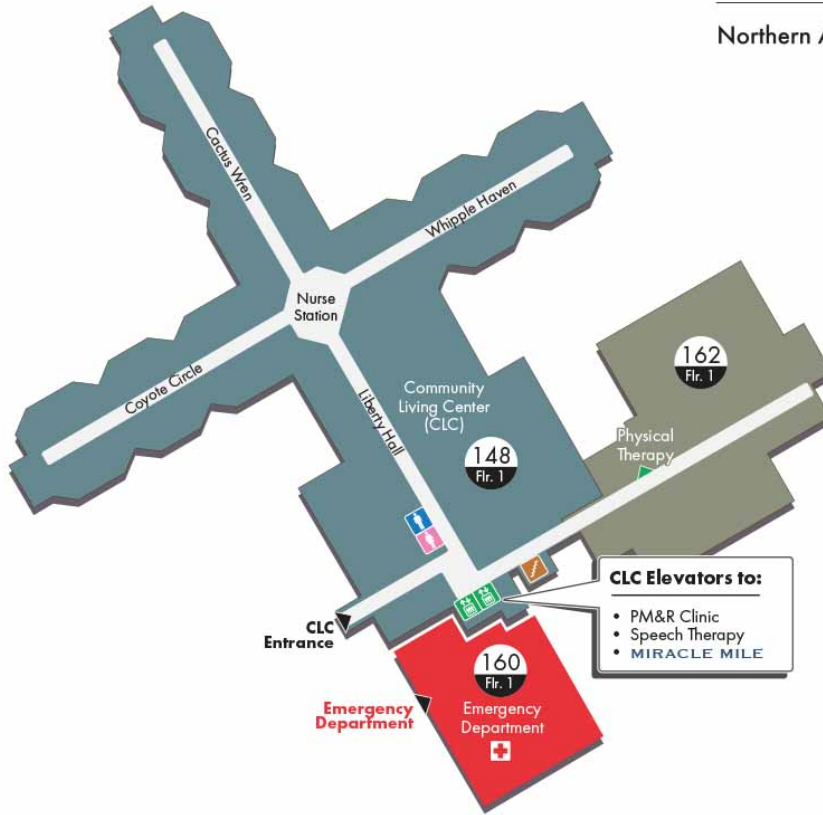 Northern
Cactus Wren
Whipple Haven
Nurse
Station
Coyote Circle
Liberty Hall
Community
Living Center
(CLC)
148
Flr. 1
162
Flr. 1
Physical
Therapy
CLC Elevators to:
• PM&R Clinic
• Speech Therapy
• MIRACLE MILE
CLC
Entrance
160
Flr. 1
Emergency
Department
Emergency
Department